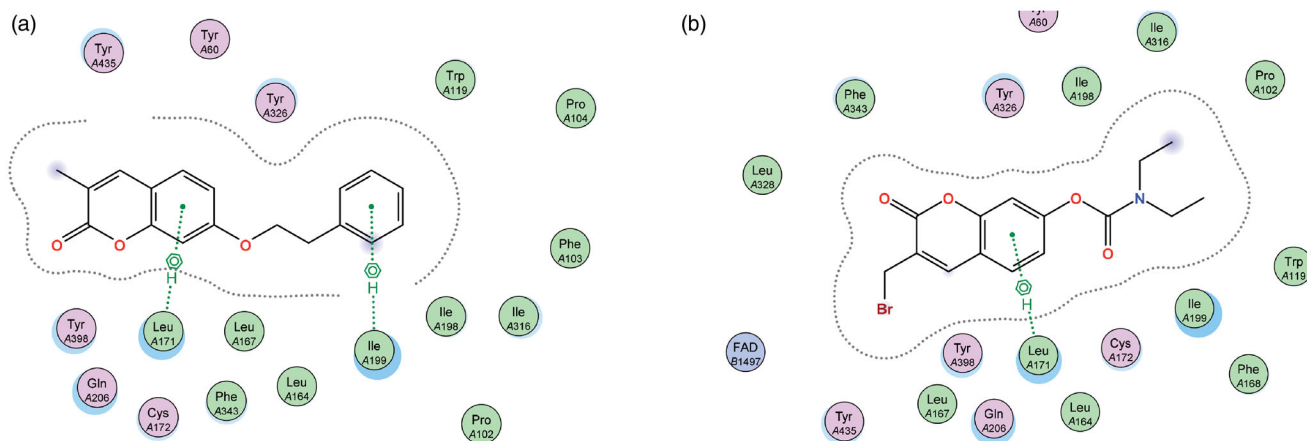 (a)
Tyr
A435
Tyr
A60
Tyr
A326
Trp
A119
Pro
A104
O
O
O
Phe
A103
H
H
Tyr
A398
Leu
A171
Leu
A167
Ile
A199
Ile
A198
Ile
A316
Gln
A206
Cys
A172
Phe
A343
Leu
A164
Pro
A102
(b)
Tyr
A60
Ile
A316
Phe
A343
Tyr
A326
Ile
A198
Pro
A102
Leu
A328
O
O
O
N
O
Br
H
Trp
A119
Ile
A199
FAD
B1497
Tyr
A398
Leu
A171
Cys
A172
Phe
A168
Leu
A167
Gln
A206
Leu
A164
Tyr
A435